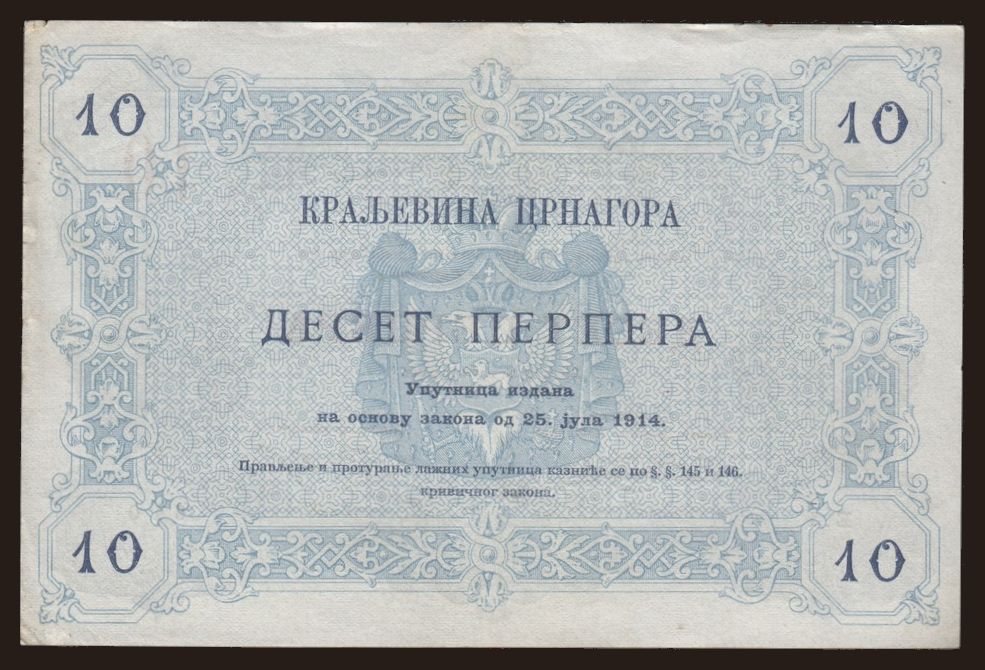 10 10
КРАЉЕВИНА ЦРНАГОРА
ДЕСЕТ ПЕРПЕРА
Упутница издана
на основу закона од 25. јула 1914.
Прављење и протурање лажних упутница казниће се по §. §. 145 и 146.
кривичног закона.
10 10